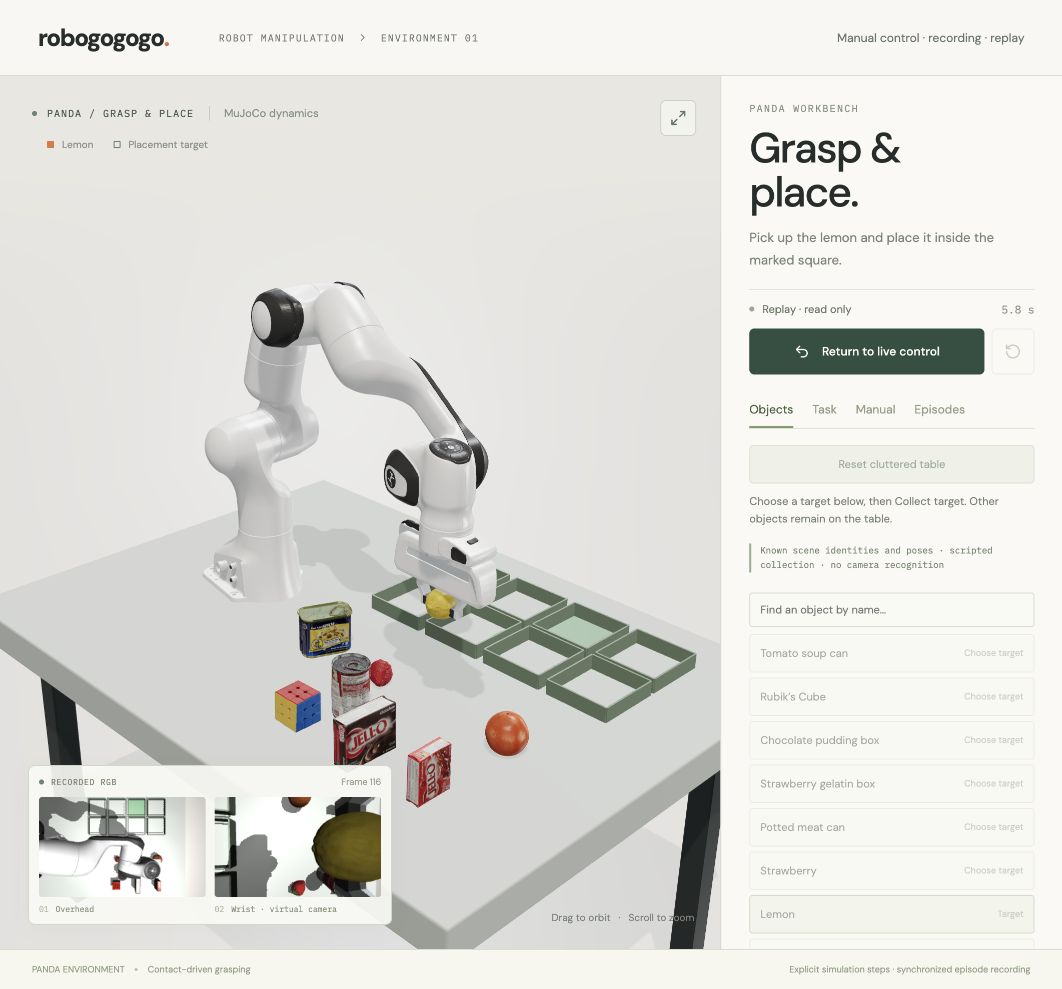 robogogogo.
ROBOT MANIPULATION > ENVIRONMENT 01
Manual control · recording · replay
PANDA / GRASP & PLACE
MuJoCo dynamics
Lemon
Placement target
PANDA WORKBENCH
Grasp &
place.
Pick up the lemon and place it inside the
marked square.
Replay · read only
5.8 s
Return to live control
Objects
Task
Manual
Episodes
Reset cluttered table
Choose a target below, then Collect target. Other
objects remain on the table.
Known scene identities and poses · scripted
collection · no camera recognition
Find an object by name…
Tomato soup can
Choose target
Rubik's Cube
Choose target
Chocolate pudding box
Choose target
Strawberry gelatin box
Choose target
Potted meat can
Choose target
Strawberry
Choose target
Lemon
Target
JELL-O
JELL-O
RECORDED RGB
Frame 116
01 Overhead
02 Wrist · virtual camera
Drag to orbit · Scroll to zoom
PANDA ENVIRONMENT • Contact-driven grasping
Explicit simulation steps · synchronized episode recording